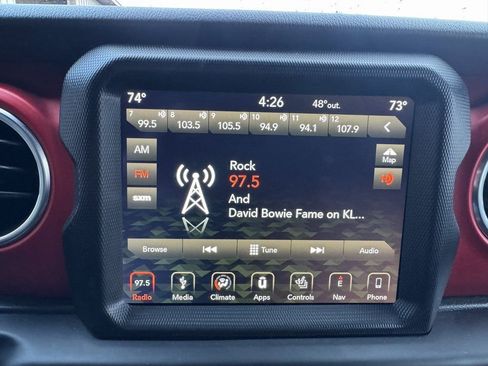 74° 4:26 48°out. 73°
7 8 9 10 11 12
99.5 103.5 105.5 94.9 94.1 107.9
AM
Map
Rock
FM
97.5
sxm
And
David Bowie Fame on KL...
Browse Tune Audio
97.5 E
Radio Media Climate Apps Controls Nav Phone